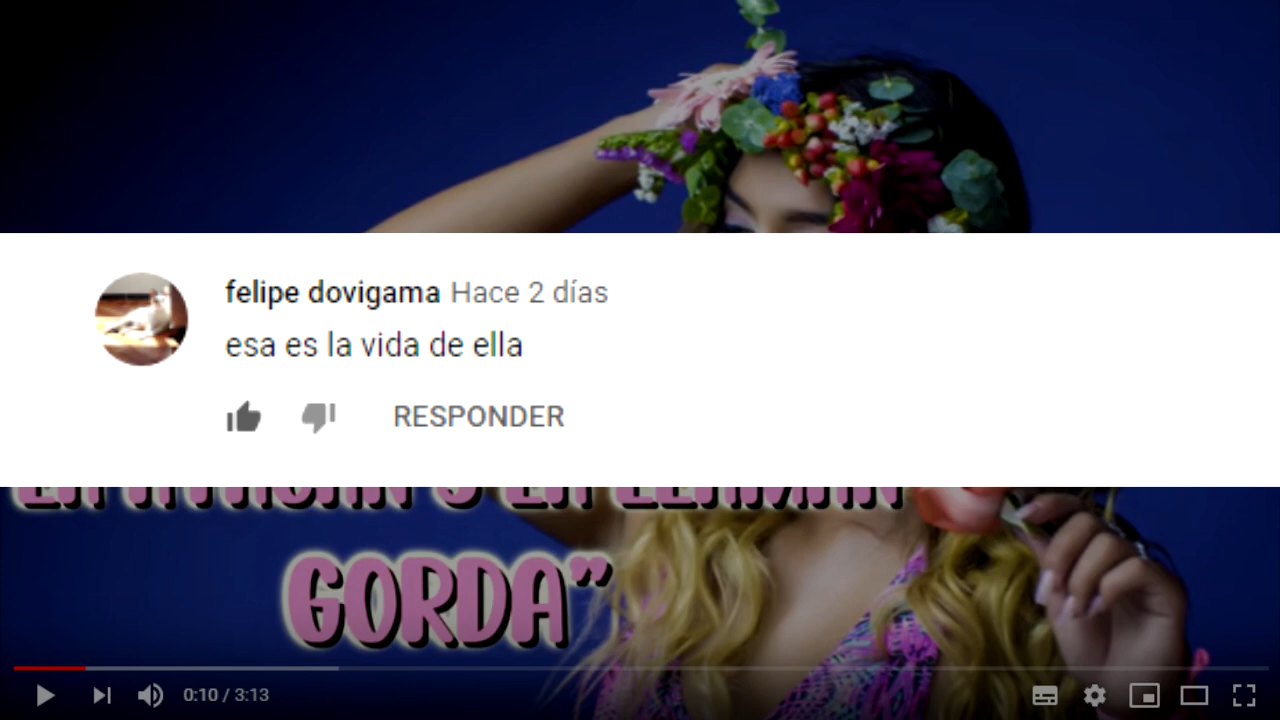 felipe dovigama Hace 2 días
esa es la vida de ella
RESPONDER
GORDA”
0:10 / 3:13